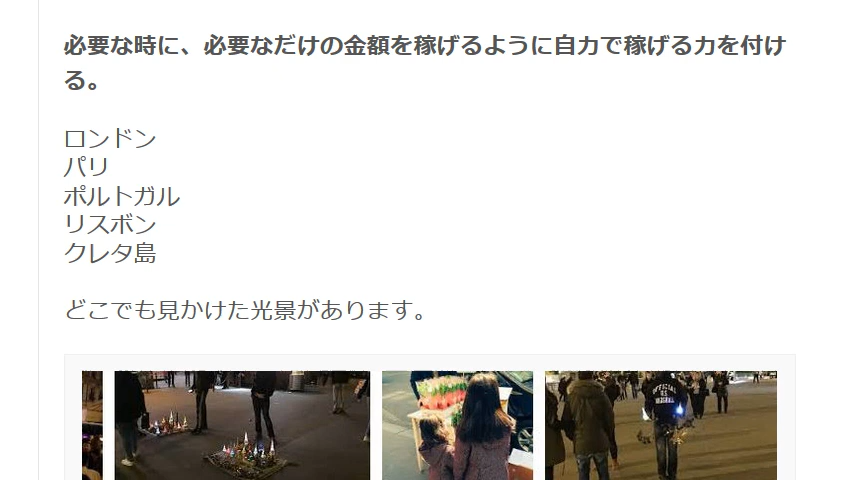 必要な時に、必要なだけの金額を稼げるように自力で稼げる力を付け
る。
ロンドン
パリ
ポルトガル
リスボン
クレタ島
どこでも見かけた光景があります。
OFFICIAL
U.S.